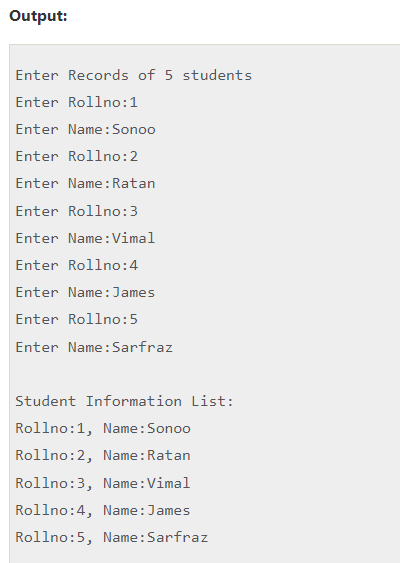 Output:
Enter Records of 5 students
Enter Rollno:1
Enter Name:Sonoo
Enter Rollno:2
Enter Name:Ratan
Enter Rollno:3
Enter Name:Vimal
Enter Rollno:4
Enter Name:James
Enter Rollno:5
Enter Name:Sarfraz
Student Information List:
Rollno:1, Name:Sonoo
Rollno:2, Name:Ratan
Rollno:3, Name:Vimal
Rollno:4, Name:James
Rollno:5, Name:Sarfraz